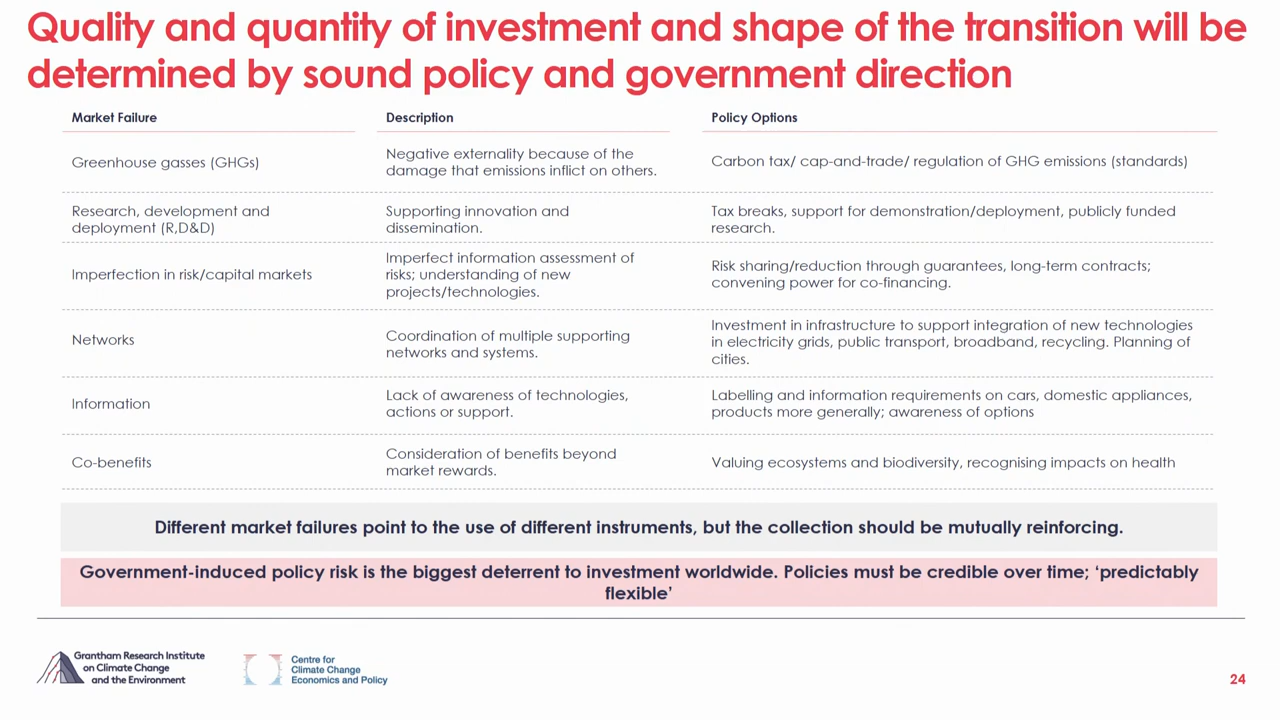 Quality and quantity of investment and shape of the transition will be
determined by sound policy and government direction
Market Failure
Description
Policy Options
Greenhouse gasses (GHGs)
Negative externality because of the
damage that emissions inflict on others.
Carbon tax/ cap-and-trade/ regulation of GHG emissions (standards)
Research, development and
deployment (R,D&D)
Supporting innovation and
dissemination.
Tax breaks, support for demonstration/deployment, publicly funded
research.
Imperfection in risk/capital markets
Imperfect information assessment of
risks; understanding of new
projects/technologies.
Risk sharing/reduction through guarantees, long-term contracts;
convening power for co-financing.
Networks
Coordination of multiple supporting
networks and systems.
Investment in infrastructure to support integration of new technologies
in electricity grids, public transport, broadband, recycling. Planning of
cities.
Information
Lack of awareness of technologies,
actions or support.
Labelling and information requirements on cars, domestic appliances,
products more generally; awareness of options
Co-benefits
Consideration of benefits beyond
market rewards.
Valuing ecosystems and biodiversity, recognising impacts on health
Different market failures point to the use of different instruments, but the collection should be mutually reinforcing.
Government-induced policy risk is the biggest deterrent to investment worldwide. Policies must be credible over time; ‘predictably
flexible’
Grantham Research Institute
on Climate Change
and the Environment
Centre for
Climate Change
Economics and Policy
24